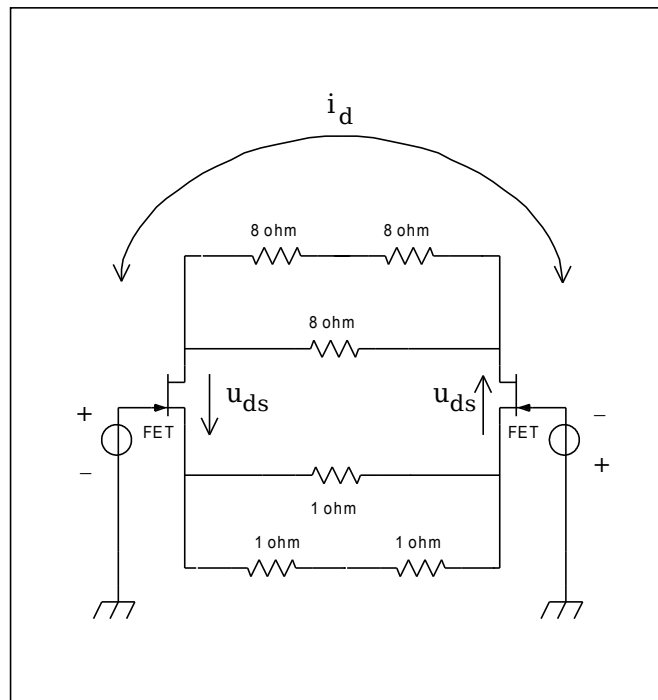 i_d
8 ohm 8 ohm
8 ohm
u_ds u_ds
+ FET FET −
− +
1 ohm
1 ohm 1 ohm